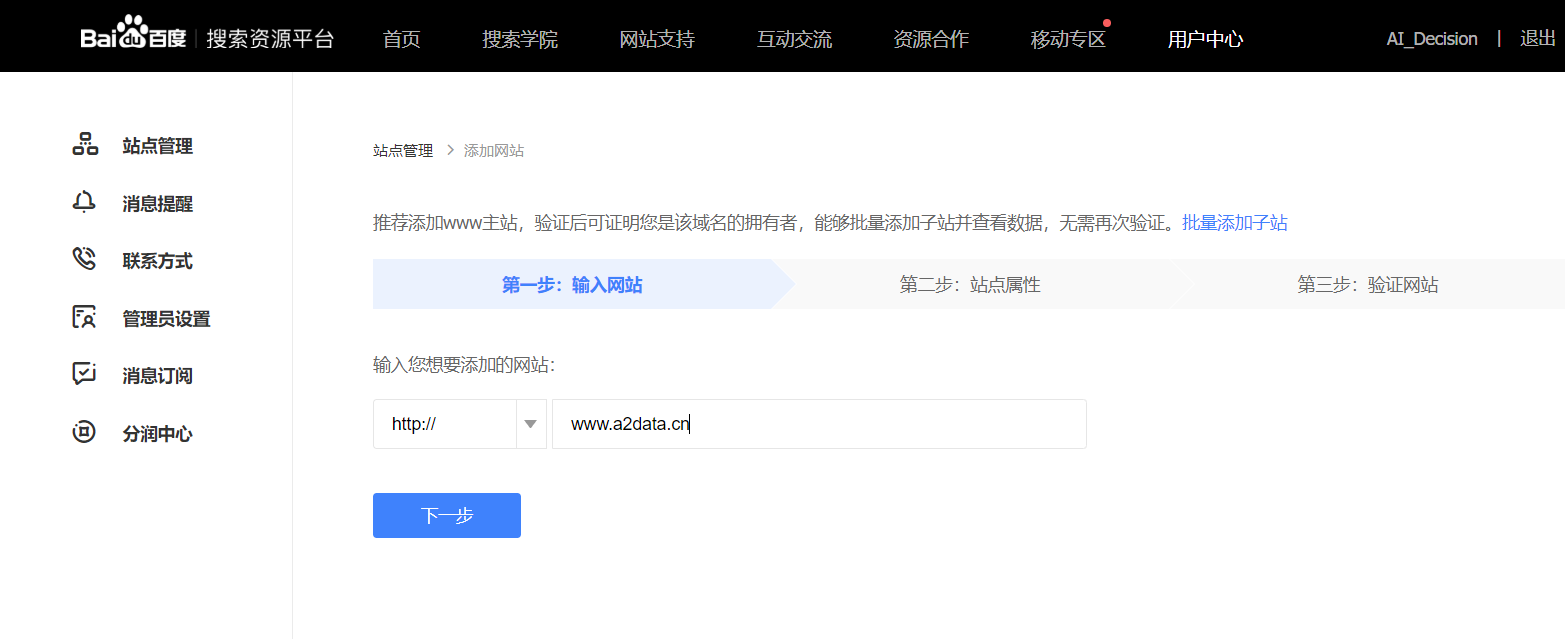 Bai du 百度 | 搜索资源平台 首页 搜索学院 网站支持 互动交流 资源合作 移动专区 用户中心 AI_Decision | 退出
站点管理
消息提醒
联系方式
管理员设置
消息订阅
分润中心
站点管理 > 添加网站
推荐添加www主站，验证后可证明您是该域名的拥有者，能够批量添加子站并查看数据，无需再次验证。批量添加子站
第一步：输入网站 第二步：站点属性 第三步：验证网站
输入您想要添加的网站：
http:// www.a2data.cn
下一步